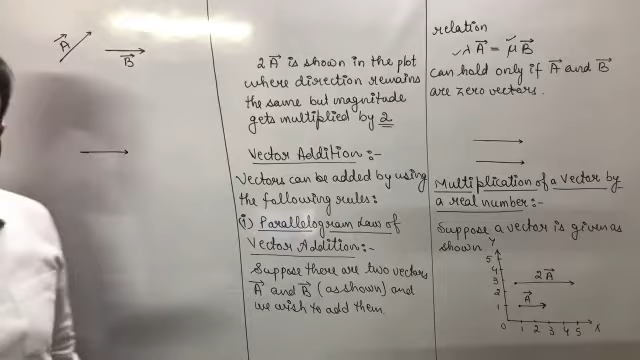 A
B
2A is shown in the plot
where direction remains
the same but magnitude
gets multiplied by 2
Vector Addition:-
Vectors can be added by using
the following rules:
(i) Parallelogram Law of
Vector Addition:-
Suppose there are two vectors
A and B (as shown) and
we wish to add them.
relation
✓λA = μ✓B
can hold only if A and B
are zero vectors.
Multiplication of a Vector by
a real number:-
Suppose a vector is given as
shown
Y
5
4
3
2
1
2A
A
0 1 2 3 4 5 X